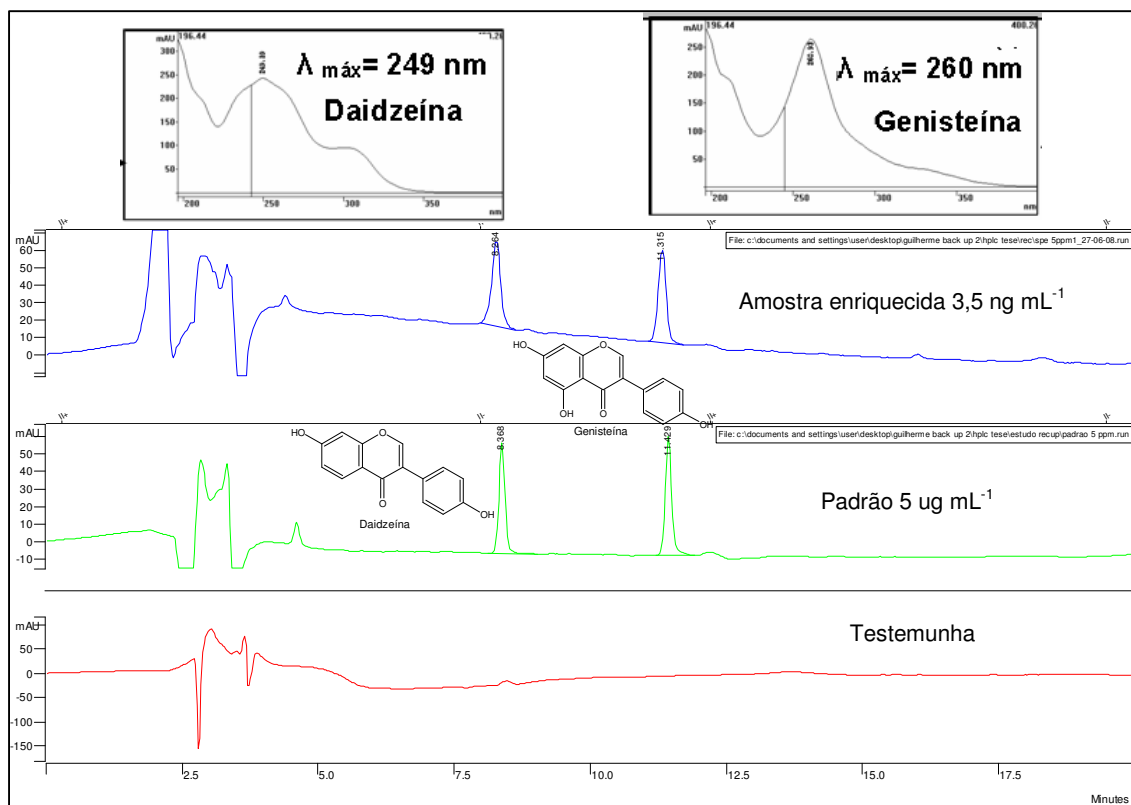 mAU
196.44
300
250
200
150
100
50
λ máx= 249 nm
Daidzeína
200
250
300
350
nm
mAU
196.44
400.26
250
200
150
100
50
λ máx= 260 nm
Genisteína
200
250
300
350
nm
mAU
60
50
40
30
20
10
0
8.264
11.315
File: c:\documents and settings\user\desktop\guilherme back up 2\hplc tese\rec\spe 5ppm1_27-06-08.run
Amostra enriquecida 3,5 ng mL-1
HO
O
OH
O
OH
Genisteína
mAU
50
40
30
20
10
0
-10
8.368
11.429
File: c:\documents and settings\user\desktop\guilherme back up 2\hplc tese\estudo recup\padrao 5 ppm.run
Padrão 5 ug mL-1
HO
O
O
OH
Daidzeína
mAU
50
0
-50
-100
-150
Testemunha
2.5
5.0
7.5
10.0
12.5
15.0
17.5
Minutes